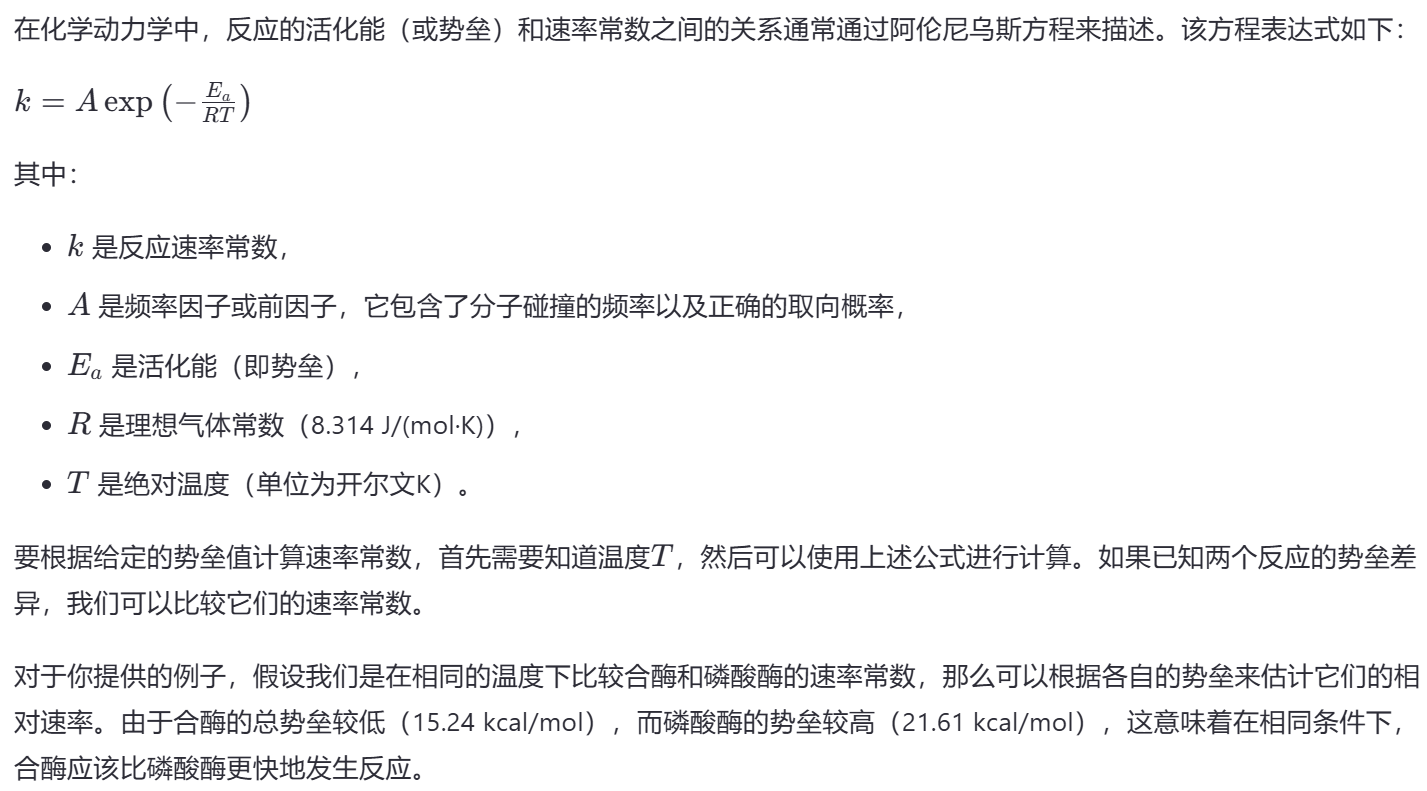 在化学动力学中，反应的活化能（或势垒）和速率常数之间的关系通常通过阿伦尼乌斯方程来描述。该方程表达式如下：
k = A exp (−\frac{E_a}{RT})
其中：
• k 是反应速率常数，
• A 是频率因子或前因子，它包含了分子碰撞的频率以及正确的取向概率，
• E_a 是活化能（即势垒），
• R 是理想气体常数（8.314 J/(mol·K)），
• T 是绝对温度（单位为开尔文K）。
要根据给定的势垒值计算速率常数，首先需要知道温度T，然后可以使用上述公式进行计算。如果已知两个反应的势垒差
异，我们可以比较它们的速率常数。
对于你提供的例子，假设我们是在相同的温度下比较合酶和磷酸酶的速率常数，那么可以根据各自的势垒来估计它们的相
对速率。由于合酶的总势垒较低（15.24 kcal/mol），而磷酸酶的势垒较高（21.61 kcal/mol），这意味着在相同条件下，
合酶应该比磷酸酶更快地发生反应。